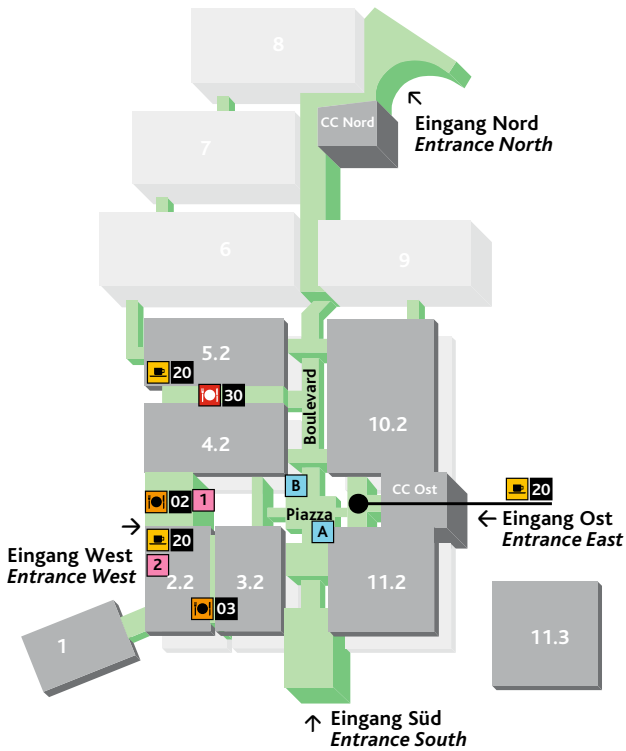 8
CC Nord
Eingang Nord
Entrance North
7
6
9
5.2
20
30
Boulevard
10.2
4.2
B
CC Ost
20
02
1
Piazza
A
Eingang Ost
Entrance East
Eingang West
Entrance West
20
2
2.2
3.2
11.2
03
1
11.3
Eingang Süd
Entrance South